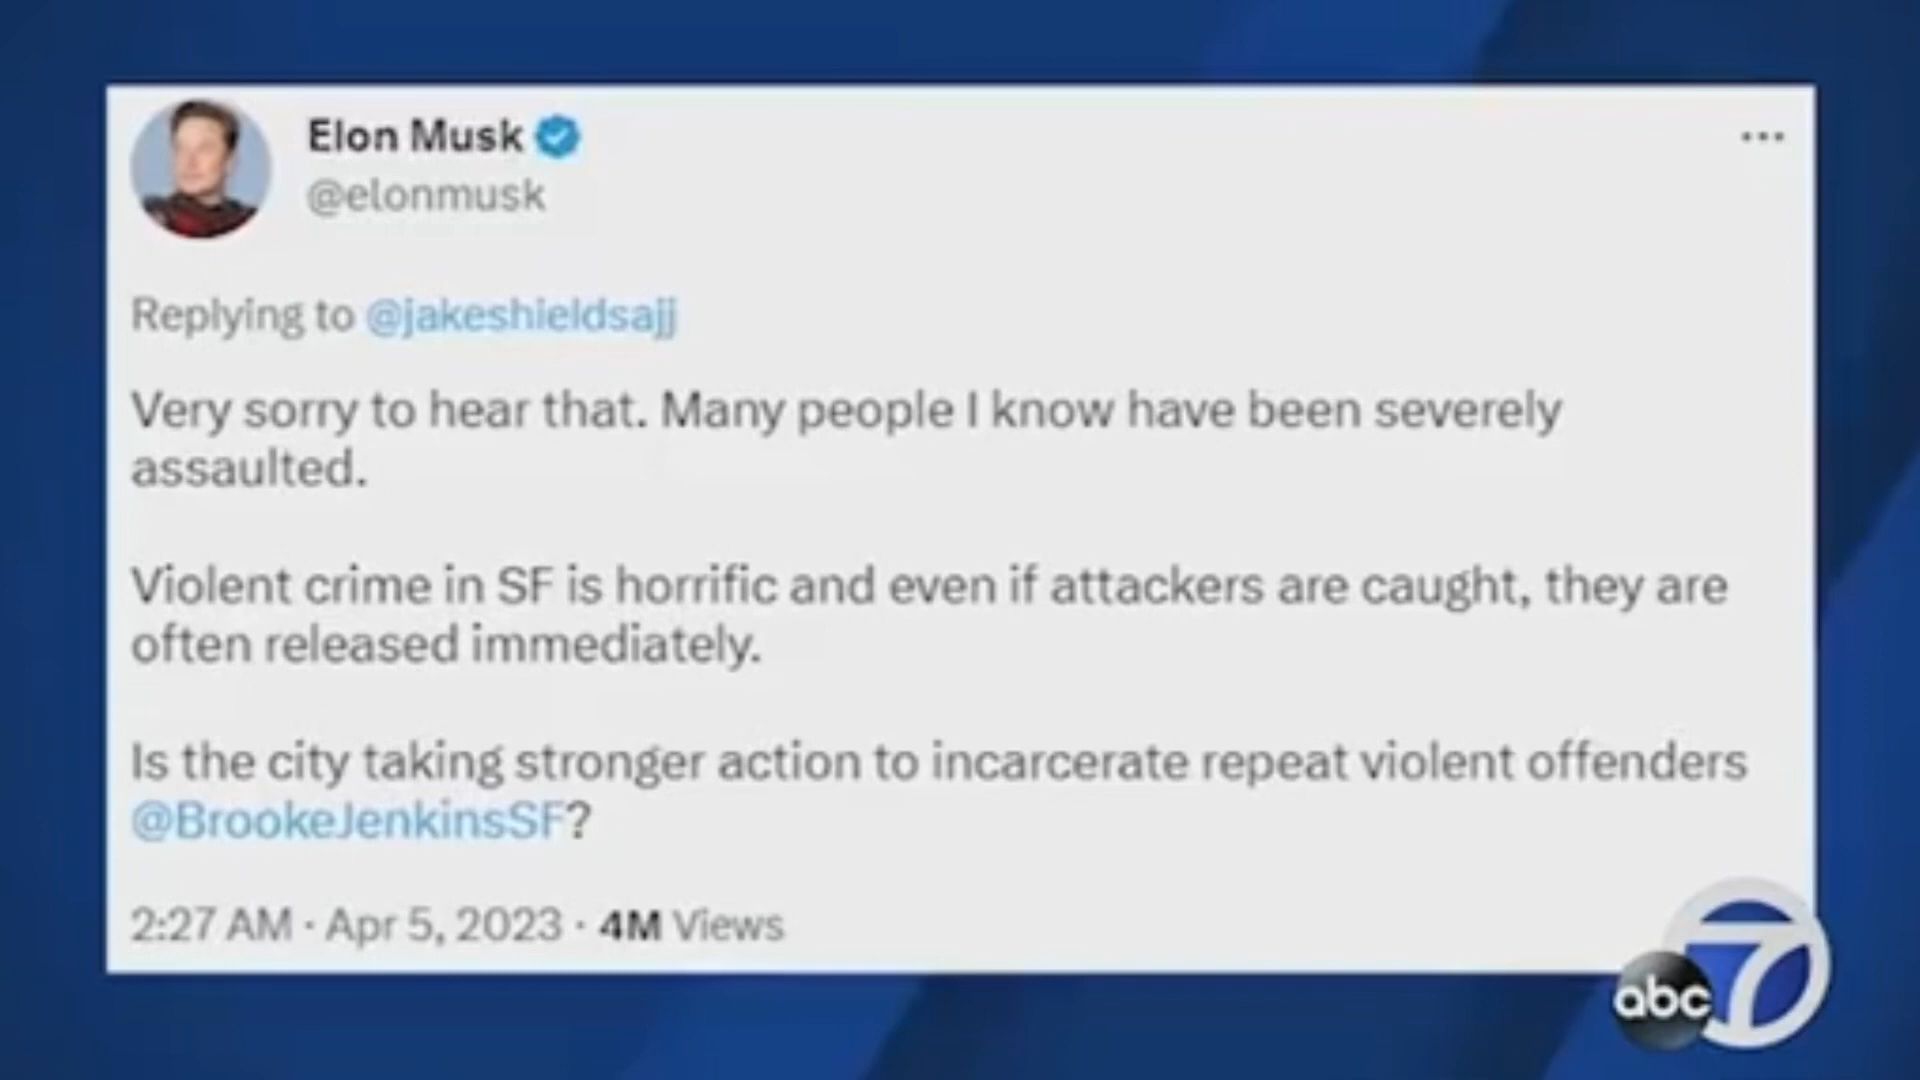 Elon Musk
@elonmusk
...
Replying to @jakeshieldsajj
Very sorry to hear that. Many people I know have been severely
assaulted.
Violent crime in SF is horrific and even if attackers are caught, they are
often released immediately.
Is the city taking stronger action to incarcerate repeat violent offenders
@BrookeJenkinsSF?
2:27 AM · Apr 5, 2023 · 4M Views
abc 7